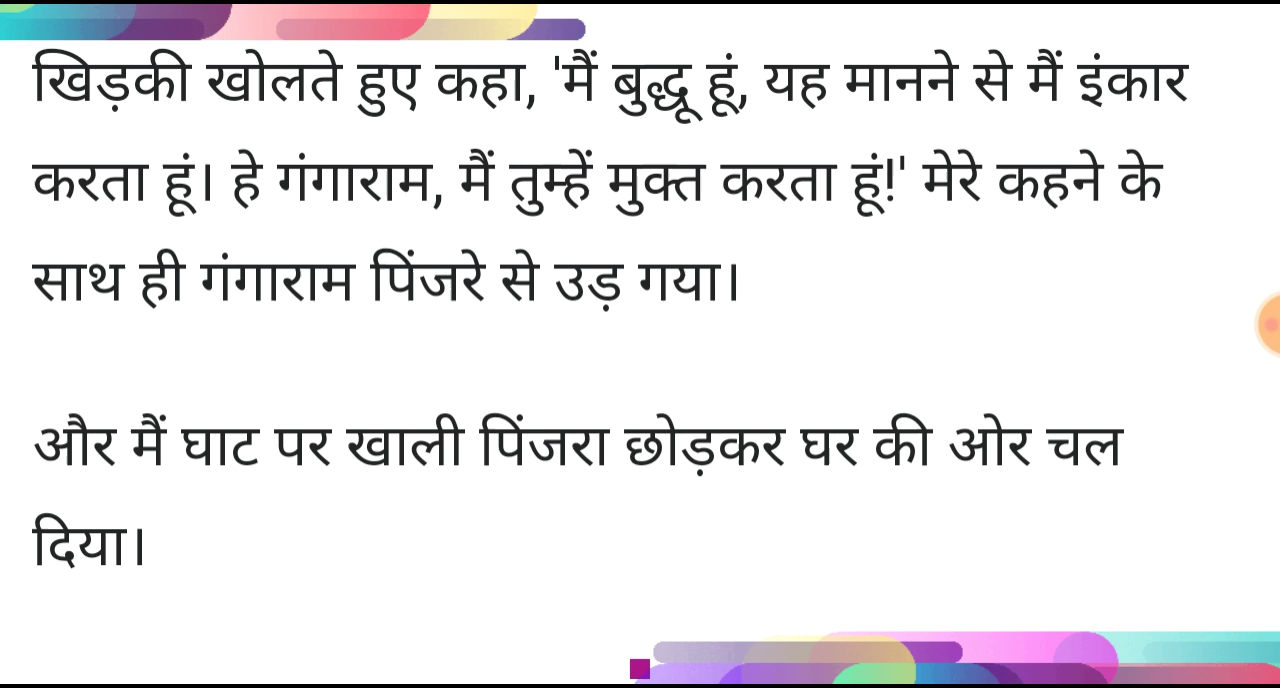 खिड़की खोलते हुए कहा, 'मैं बुद्धू हूं, यह मानने से मैं इंकार
करता हूं। हे गंगाराम, मैं तुम्हें मुक्त करता हूं!' मेरे कहने के
साथ ही गंगाराम पिंजरे से उड़ गया।
और मैं घाट पर खाली पिंजरा छोड़कर घर की ओर चल
दिया।